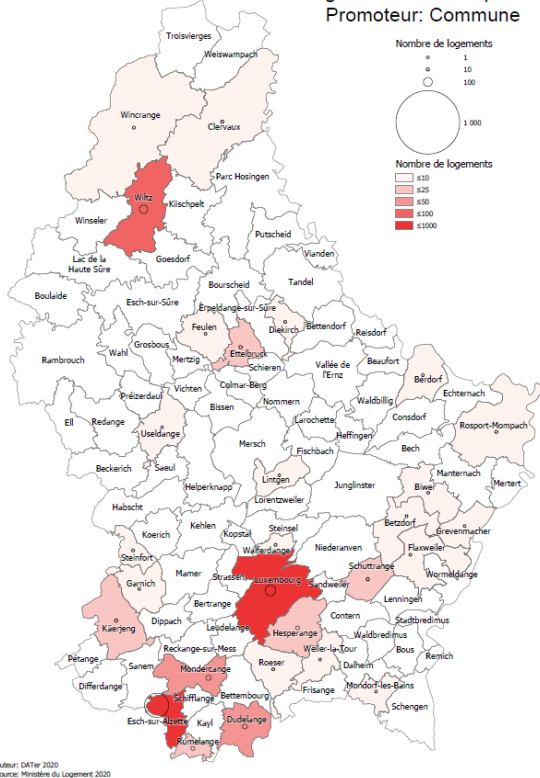 Promoteur: Commune
Nombre de logements
1
10
100
1 000
Nombre de logements
≤10
≤25
≤50
≤100
≤1000
Troisvierges
Weiswampach
Wincrange
Clervaux
Parc Hosingen
Wiltz
Kiischpelt
Winseler
Putscheid
Lac de la
Haute Sûre
Goesdorf
Vianden
Tandel
Bourscheid
Boulaide
Esch-sur-Sûre
Erpeldange-sur-Sûre
Feulen
Diekirch
Bettendorf
Reisdorf
Grosbous
Wahl
Mertzig
Ettelbruck
Schieren
Rambrouch
Vallée de
l'Ernz
Beaufort
Berdorf
Colmar-Berg
Vichten
Préizerdaul
Nommern
Waldbillig
Echternach
Bissen
Larochette
Consdorf
Ell
Redange
Useldange
Heffingen
Rosport-Mompach
Mersch
Fischbach
Bech
Beckerich
Saeul
Manternach
Mertert
Helperknapp
Lintgen
Junglinster
Biwer
Lorentzweiler
Habscht
Betzdorf
Grevenmacher
Koerich
Kehlen
Kopstal
Steinsel
Walferdange
Niederanven
Flaxweiler
Steinfort
Mamer
Strassen
Luxembourg
Sandweiler
Schuttrange
Wormeldange
Garnich
Bertrange
Lenningen
Contern
Stadtbredimus
Käerjeng
Dippach
Leudelange
Hesperange
Waldbredimus
Bous
Remich
Reckange-sur-Mess
Weiler-la-Tour
Dalheim
Pétange
Sanem
Mondercange
Roeser
Differdange
Frisange
Mondorf-les-Bains
Schengen
Schifflange
Bettembourg
Esch-sur-Alzette
Kayl
Dudelange
Rumelange
uteur: DATer 2020
ource: Ministère du Logement 2020